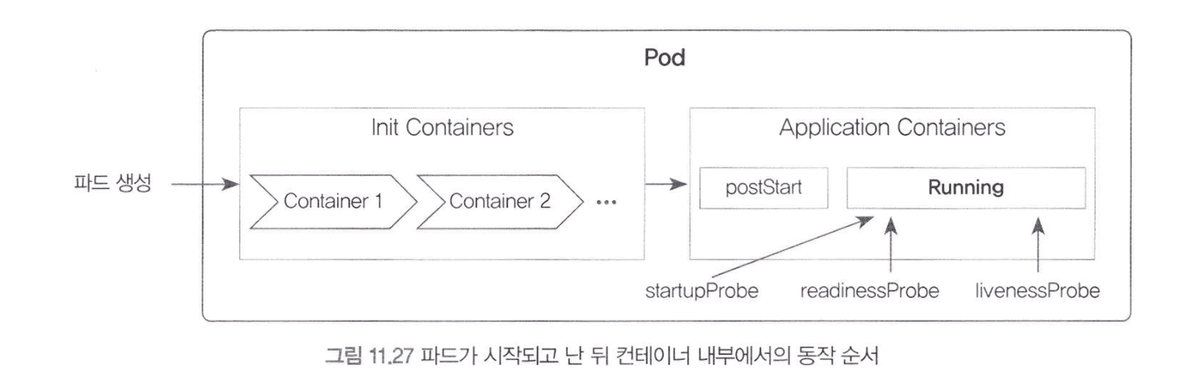 Pod
Init Containers
Application Containers
파드 생성
Container 1
Container 2
...
postStart
Running
startupProbe
readinessProbe
livenessProbe
그림 11.27 파드가 시작되고 난 뒤 컨테이너 내부에서의 동작 순서